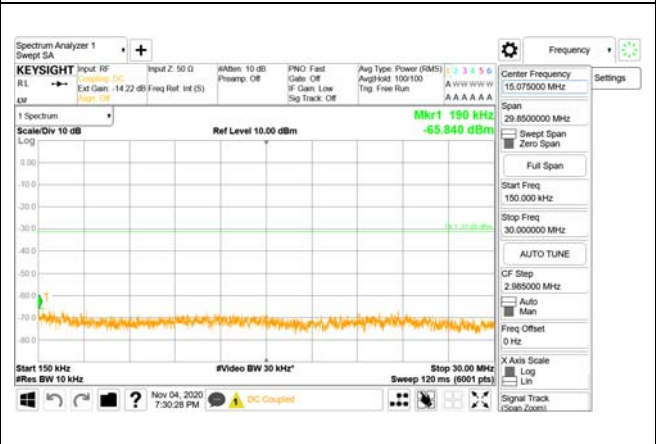 Spectrum Analyzer 1
Swept SA
Frequency
KEYSIGHT
RL
Input: RF
Coupling: DC
Ext Gain: -14.22 dB
Align: Off
Input Z: 50 Ω
Freq Ref: Int (S)
#Atten: 10 dB
Preamp: Off
PNO: Fast
Gate: Off
IF Gain: Low
Sig Track: Off
Avg Type: Power (RMS)
Avg|Hold: 100/100
Trig: Free Run
1 2 3 4 5 6
A W W W W W
A A A A A A
1 Spectrum
Scale/Div 10 dB
Log
Ref Level 10.00 dBm
Mkr1 190 kHz
-65.840 dBm
0.00
-10.0
-20.0
-30.0
-40.0
-50.0
-60.0
-70.0
-80.0
1
Start 150 kHz
#Res BW 10 kHz
#Video BW 30 kHz*
Stop 30.00 MHz
Sweep 120 ms (6001 pts)
Center Frequency
15.075000 MHz
Settings
Span
29.8500000 MHz
Swept Span
Zero Span
Full Span
Start Freq
150.000 kHz
Stop Freq
30.000000 MHz
AUTO TUNE
CF Step
2.985000 MHz
Auto
Man
Freq Offset
0 Hz
X Axis Scale
Log
Lin
Signal Track
(Span Zoom)
?
Nov 04, 2020
7:30:28 PM
1
DC Coupled